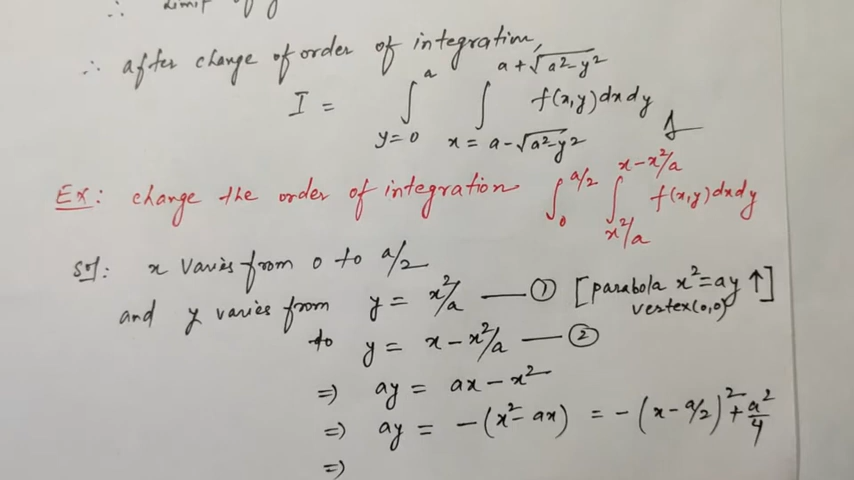 ∴ Limit of y
∴ after change of order of integration,
I = ∫_{y=0}^{a} ∫_{x = a-√(a²-y²)}^{a+√(a²-y²)} f(x,y) dx dy
Ex: change the order of integration ∫_0^{a/2} ∫_{x²/a}^{x-x²/a} f(x,y) dx dy
Sol: x varies from 0 to a/2
and y varies from y = x²/a —— ① [parabola x² = ay ↑]
vertex (0,0)
to y = x - x²/a —— ②
⇒ ay = ax - x²
⇒ ay = -(x² - ax) = -(x - a/2)² + a²/4
⇒